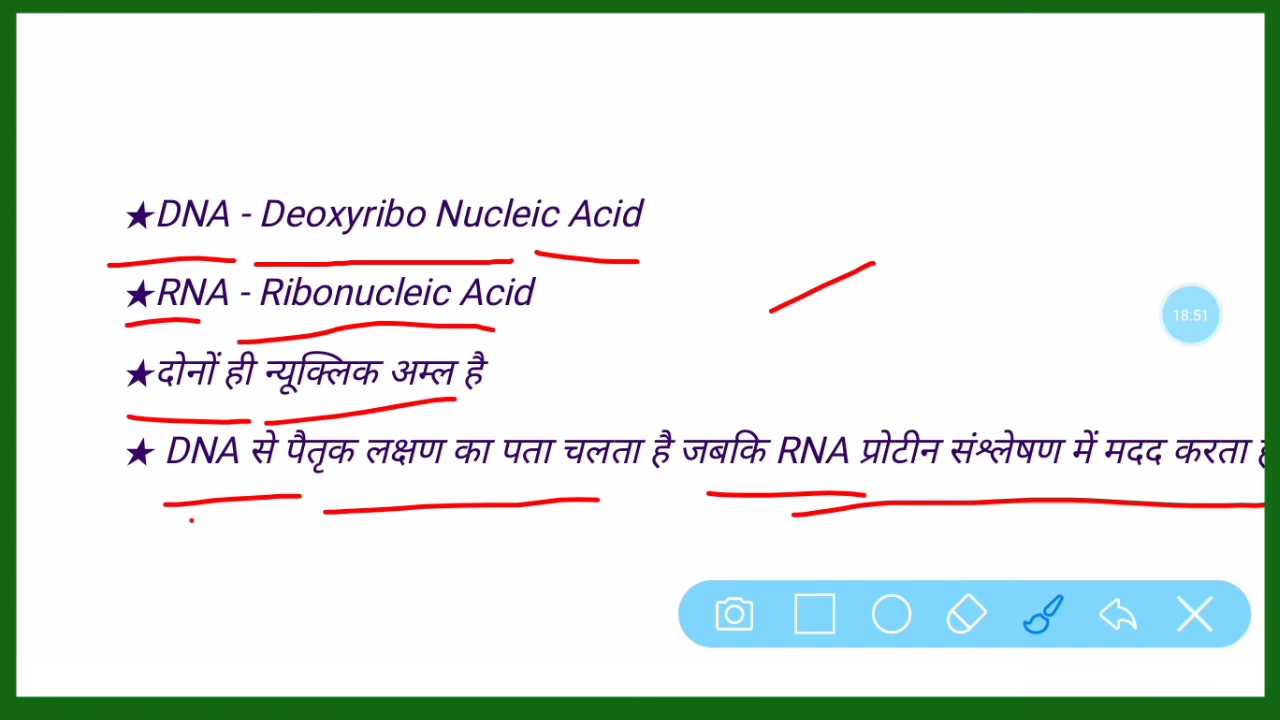 ★DNA - Deoxyribo Nucleic Acid
★RNA - Ribonucleic Acid
18:51
★दोनों ही न्यूक्लिक अम्ल है
★ DNA से पैतृक लक्षण का पता चलता है जबकि RNA प्रोटीन संश्लेषण में मदद करता